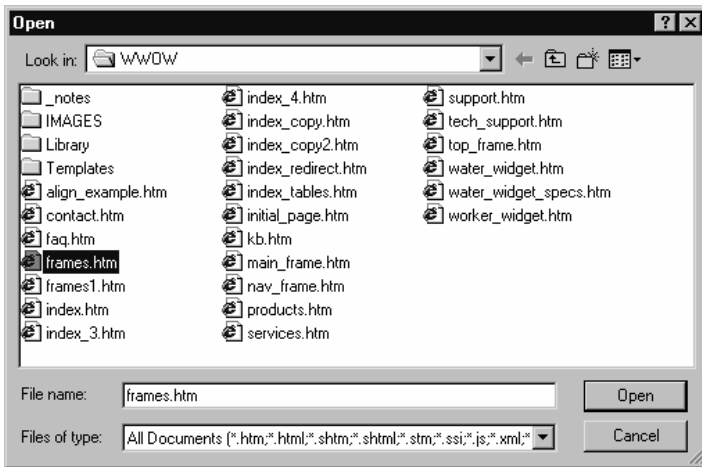 Open
Look in: WWOW
_notes
IMAGES
Library
Templates
align_example.htm
contact.htm
faq.htm
frames.htm
frames1.htm
index.htm
index_3.htm
index_4.htm
index_copy.htm
index_copy2.htm
index_redirect.htm
index_tables.htm
initial_page.htm
kb.htm
main_frame.htm
nav_frame.htm
products.htm
services.htm
support.htm
tech_support.htm
top_frame.htm
water_widget.htm
water_widget_specs.htm
worker_widget.htm
File name: frames.htm Open
Files of type: All Documents (*.htm;*.html;*.shtm;*.shtml;*.stm;*.ssi;*.js;*.xml;* Cancel